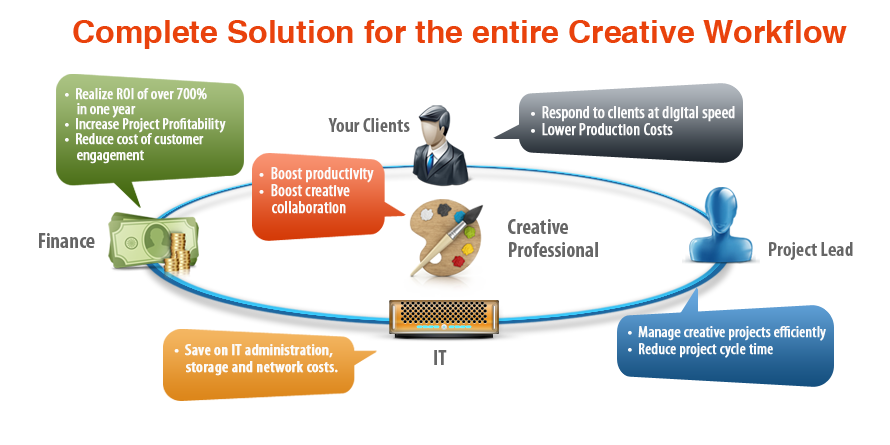 Complete Solution for the entire Creative Workflow
• Realize ROI of over 700%
in one year
• Increase Project Profitability
• Reduce cost of customer
engagement
Your Clients
• Respond to clients at digital speed
• Lower Production Costs
• Boost productivity
• Boost creative
collaboration
Finance
Creative
Professional
Project Lead
• Save on IT administration,
storage and network costs.
IT
• Manage creative projects efficiently
• Reduce project cycle time